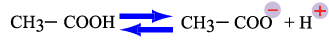 CH3− COOH ⇌ CH3− COO⊖ + H⊕